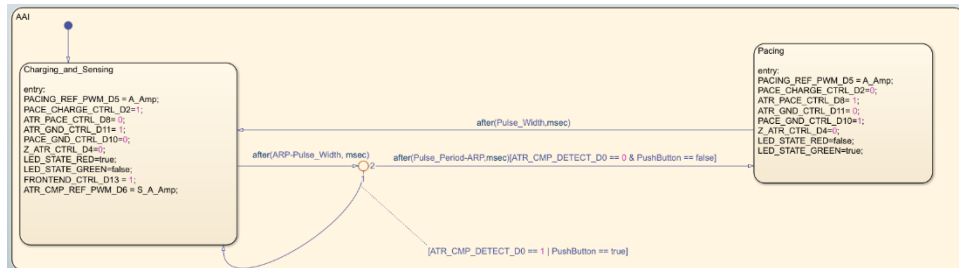 AAI
Charging_and_Sensing
entry:
PACING_REF_PWM_D5 = A_Amp;
PACE_CHARGE_CTRL_D2=1;
ATR_PACE_CTRL_D8= 0;
ATR_GND_CTRL_D11= 1;
PACE_GND_CTRL_D10=0;
Z_ATR_CTRL_D4=0;
LED_STATE_RED=true;
LED_STATE_GREEN=false;
FRONTEND_CTRL_D13 = 1;
ATR_CMP_REF_PWM_D6 = S_A_Amp;
after(Pulse_Width,msec)
after(ARP-Pulse_Width, msec)
2
after(Pulse_Period-ARP,msec)[ATR_CMP_DETECT_D0 == 0 & PushButton == false]
1
[ATR_CMP_DETECT_D0 == 1 | PushButton == true]
Pacing
entry:
PACING_REF_PWM_D5 = A_Amp;
PACE_CHARGE_CTRL_D2=0;
ATR_PACE_CTRL_D8= 1;
ATR_GND_CTRL_D11= 0;
PACE_GND_CTRL_D10=1;
Z_ATR_CTRL_D4=0;
LED_STATE_RED=false;
LED_STATE_GREEN=true;